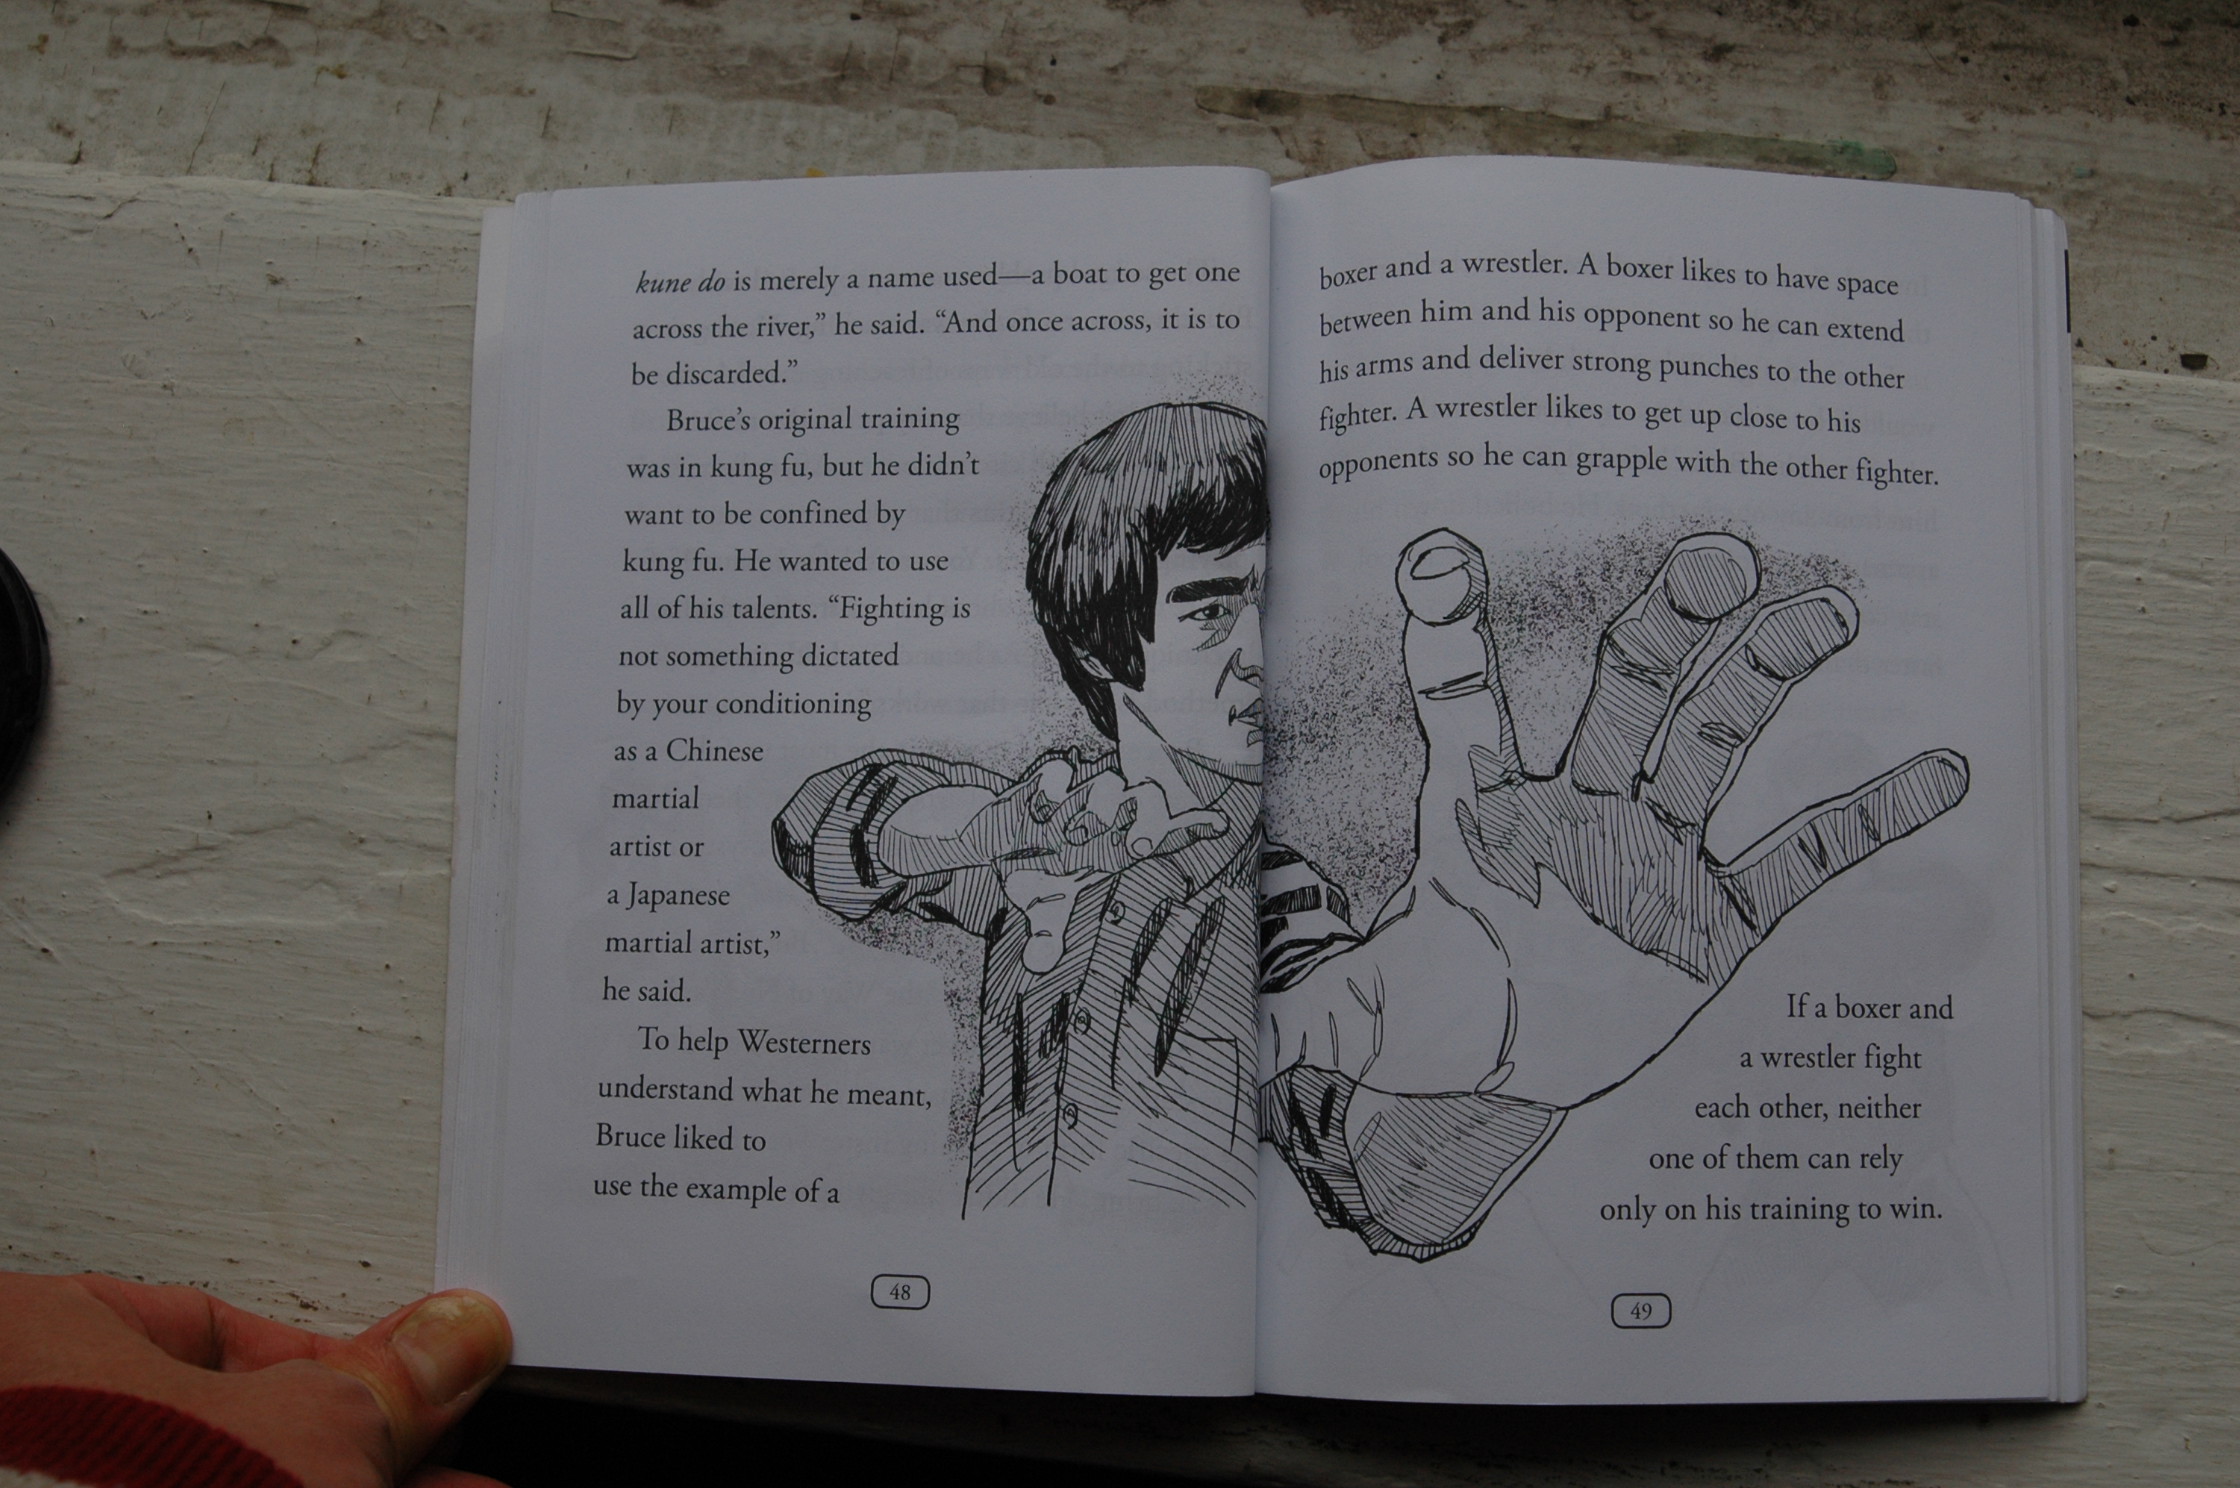 kune do is merely a name used—a boat to get one
across the river,” he said. “And once across, it is to
be discarded.”
Bruce’s original training
was in kung fu, but he didn’t
want to be confined by
kung fu. He wanted to use
all of his talents. “Fighting is
not something dictated
by your conditioning
as a Chinese
martial
artist or
a Japanese
martial artist,”
he said.
To help Westerners
understand what he meant,
Bruce liked to
use the example of a
48
boxer and a wrestler. A boxer likes to have space
between him and his opponent so he can extend
his arms and deliver strong punches to the other
fighter. A wrestler likes to get up close to his
opponents so he can grapple with the other fighter.
If a boxer and
a wrestler fight
each other, neither
one of them can rely
only on his training to win.
49